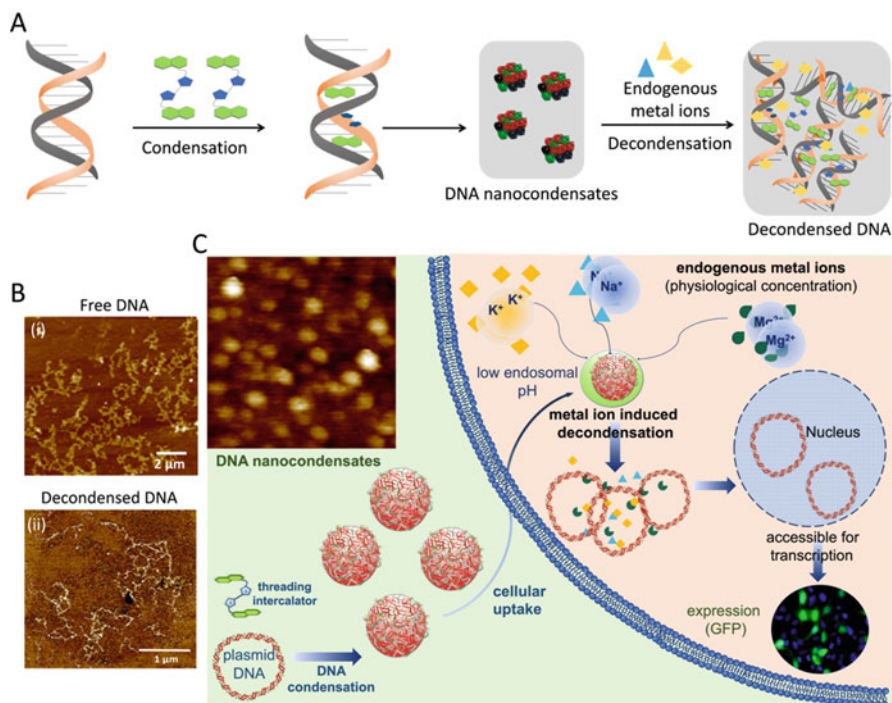 A
Condensation
DNA nanocondensates
Endogenous
metal ions
Decondensation
Decondensed DNA
B
Free DNA
(i)
2 µm
Decondensed DNA
(ii)
1 µm
C
DNA nanocondensates
threading
intercalator
plasmid
DNA
DNA
condensation
cellular
uptake
K⁺ K⁺
Na⁺
endogenous metal ions
(physiological concentration)
Mg²⁺
Mg²⁺
low endosomal
pH
metal ion induced
decondensation
Nucleus
accessible for
transcription
expression
(GFP)